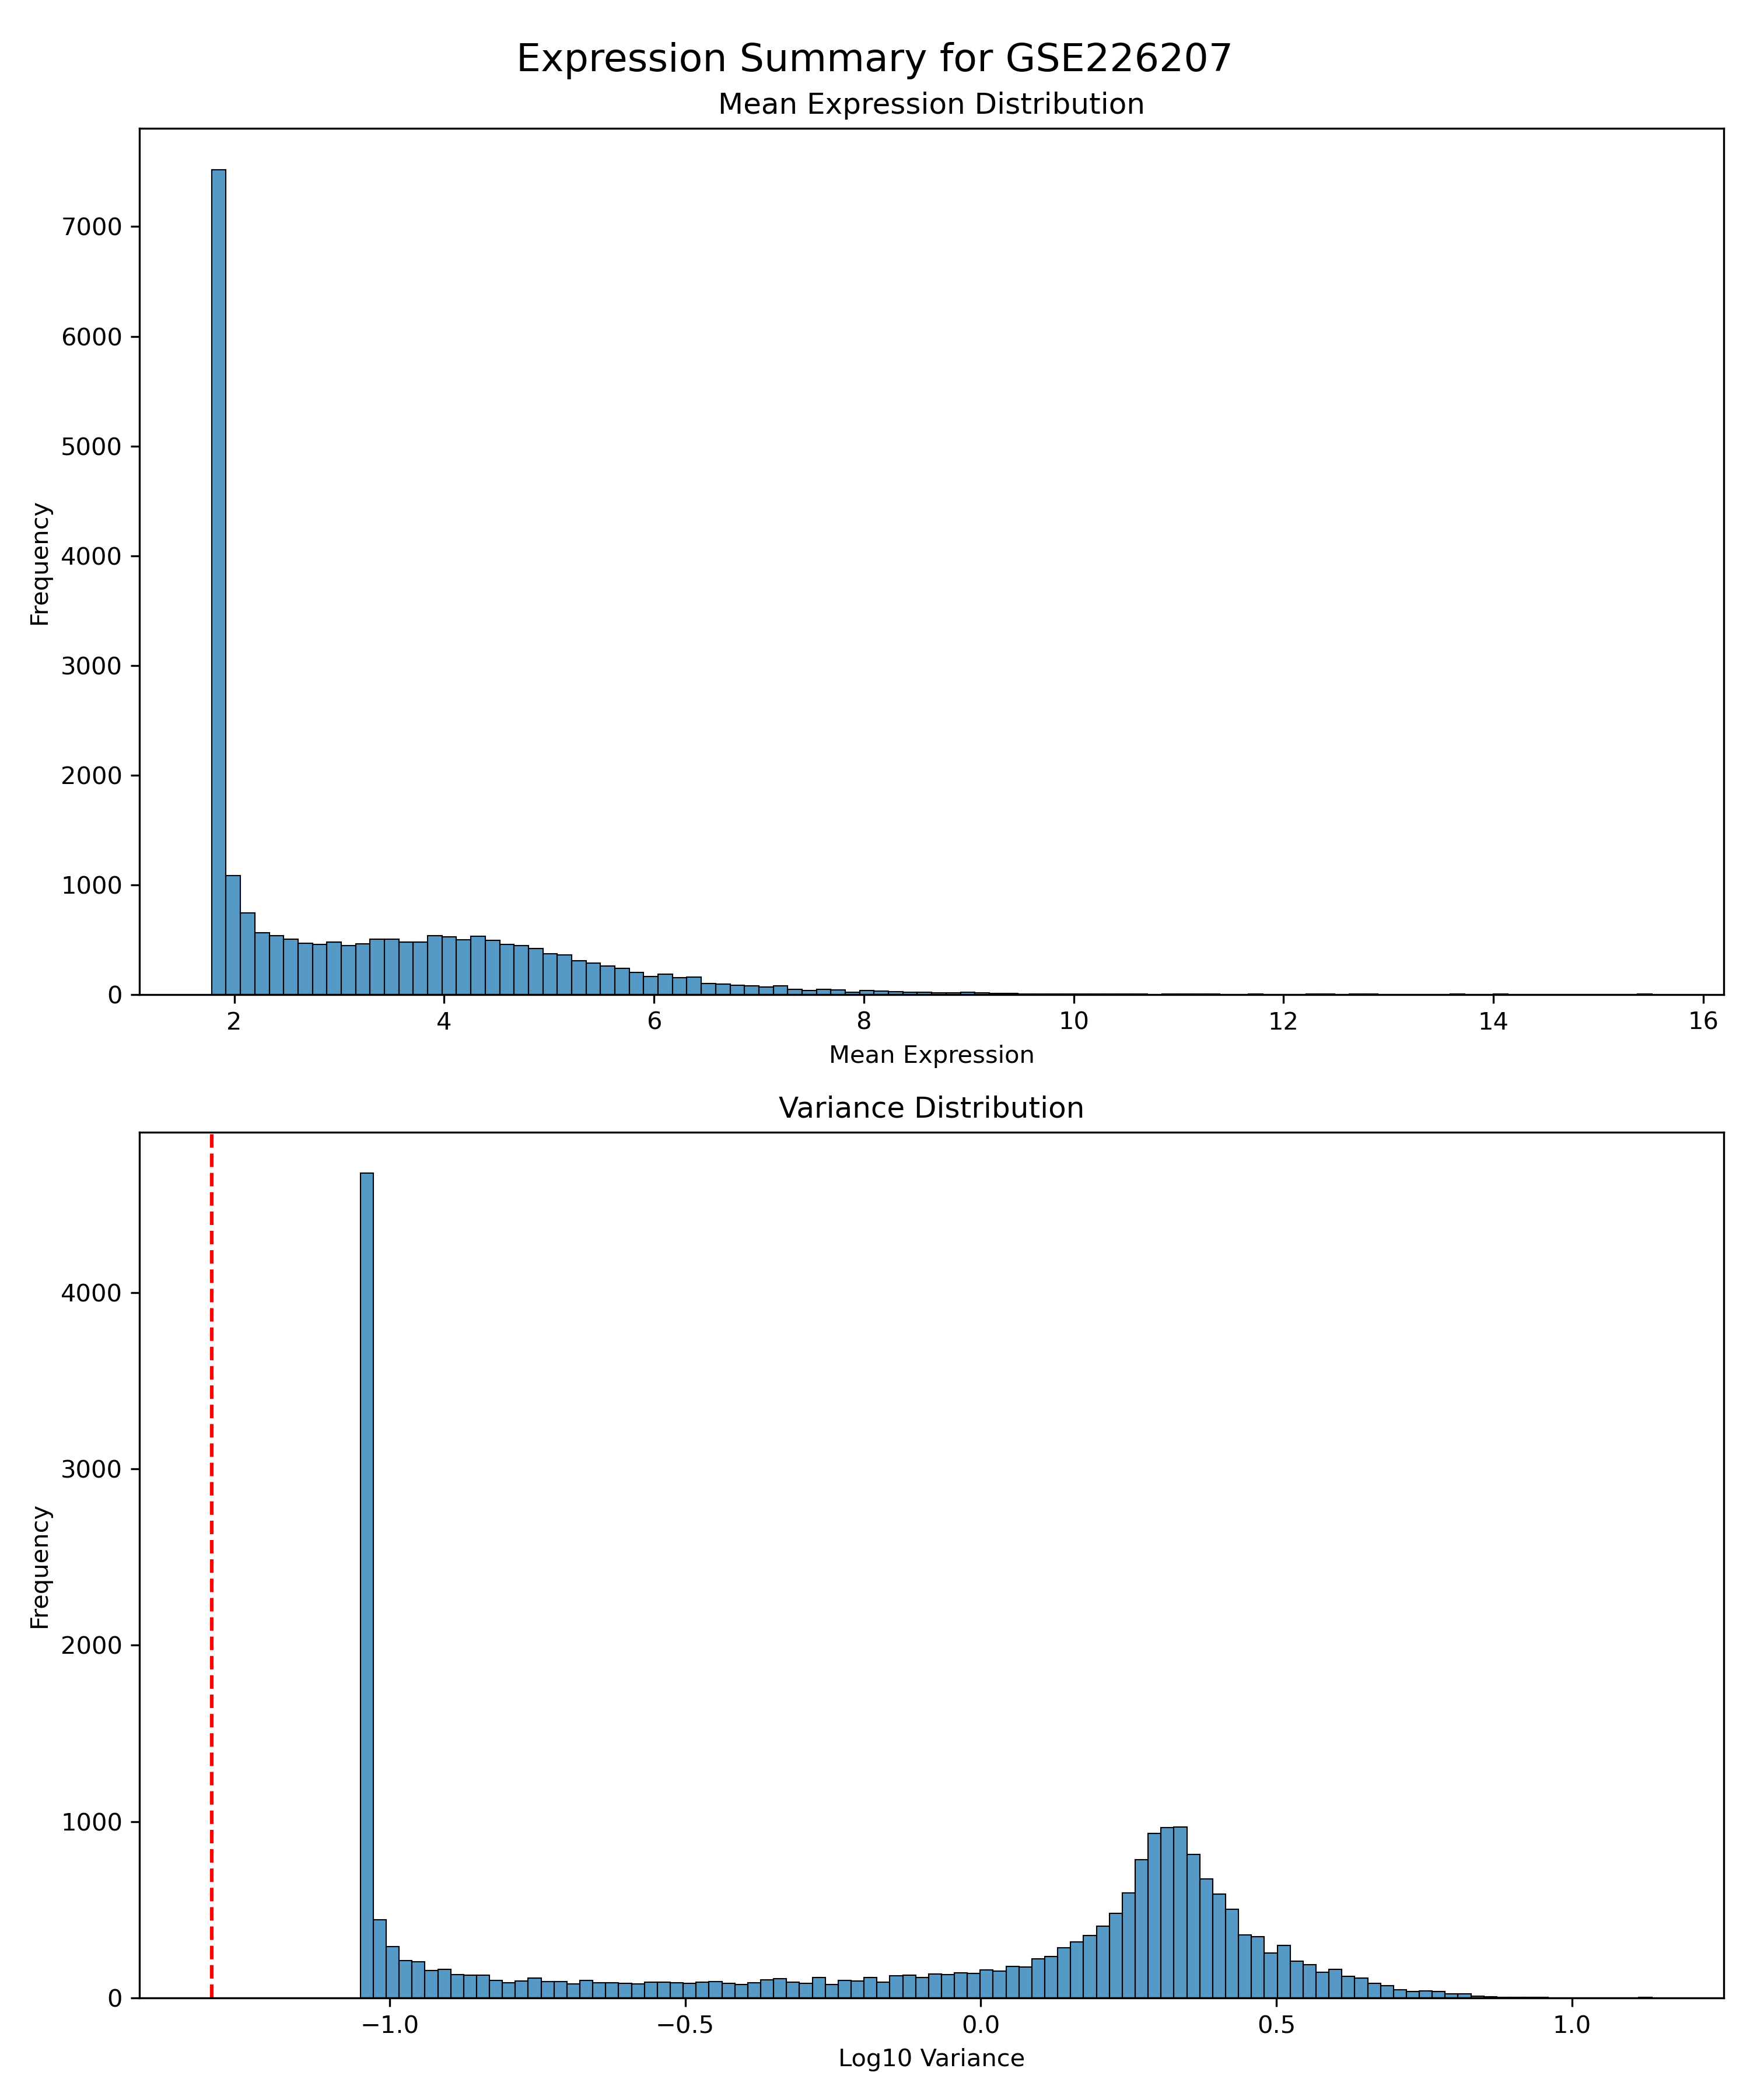 Expression Summary for GSE226207
Mean Expression Distribution
7000
6000
5000
4000
3000
2000
1000
0
Frequency
2 4 6 8 10 12 14 16
Mean Expression
Variance Distribution
4000
3000
2000
1000
0
Frequency
−1.0 −0.5 0.0 0.5 1.0
Log10 Variance